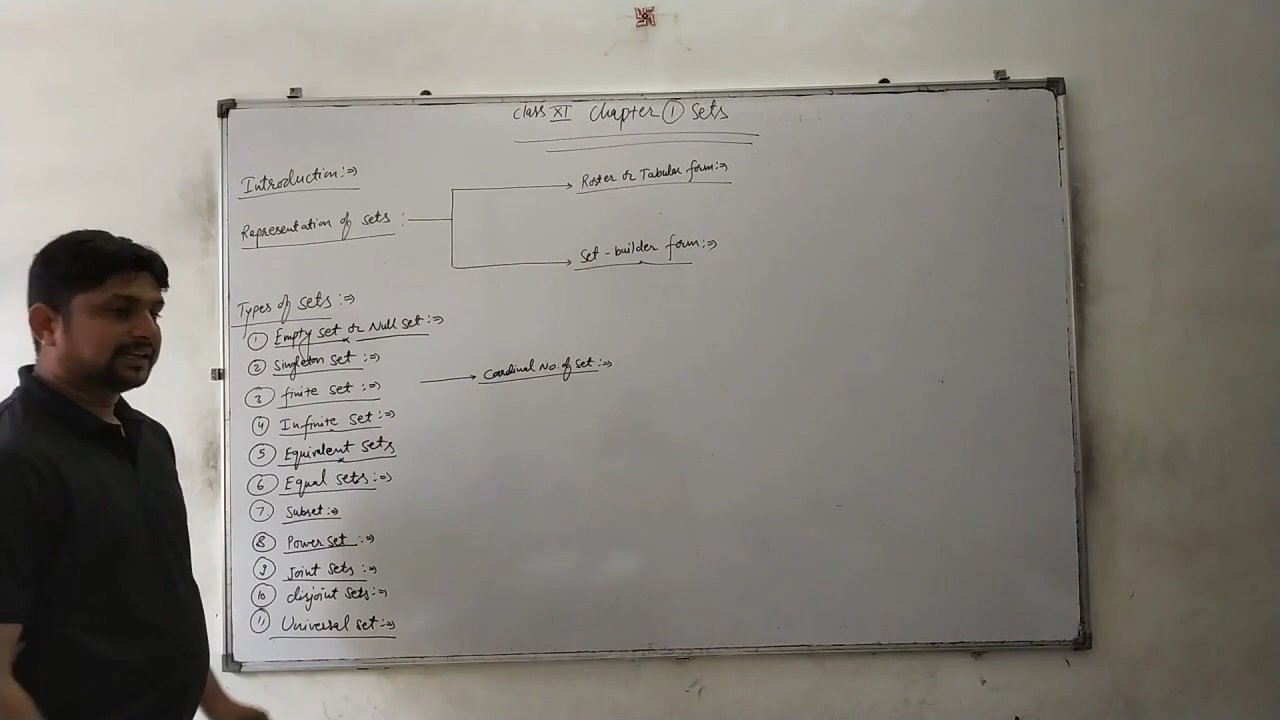 Class XI Chapter ① Sets
Introduction :⇒
Representation of sets :
Roster or Tabular form :⇒
Set-builder form :⇒
Types of sets :⇒
① Empty set or Null set :⇒
② Singleton set :⇒
③ finite set :⇒
Cardinal No. of set :⇒
④ Infinite set :⇒
⑤ Equivalent sets
⑥ Equal sets :⇒
⑦ Subset :⇒
⑧ Power set :⇒
⑨ Joint sets :⇒
⑩ disjoint sets :⇒
⑪ Universal set :⇒